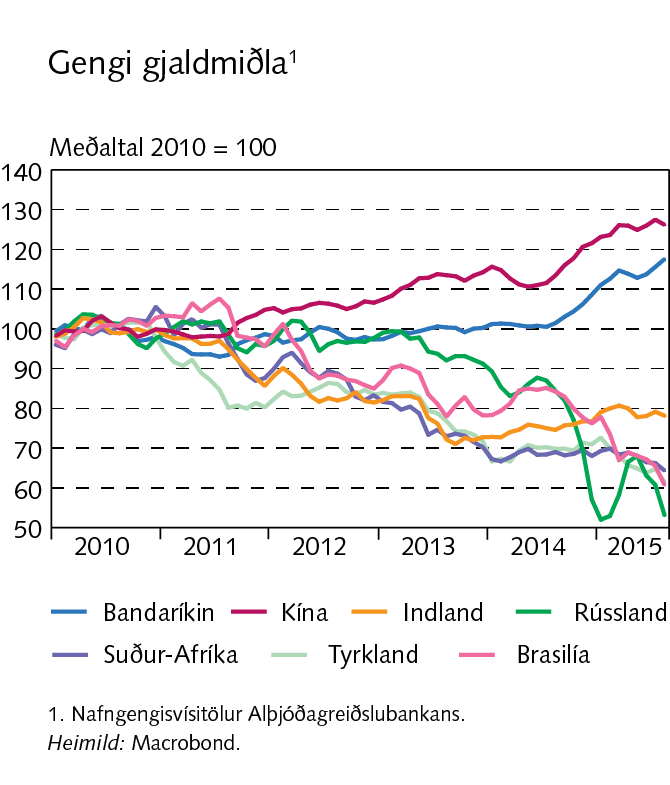 Gengi gjaldmiðla¹
Meðaltal 2010 = 100
140
130
120
110
100
90
80
70
60
50
2010 2011 2012 2013 2014 2015
Bandaríkin Kína Indland Rússland
Suður-Afríka Tyrkland Brasilía
1. Nafngengisvísitölur Alþjóðagreiðslubankans.
Heimild: Macrobond.